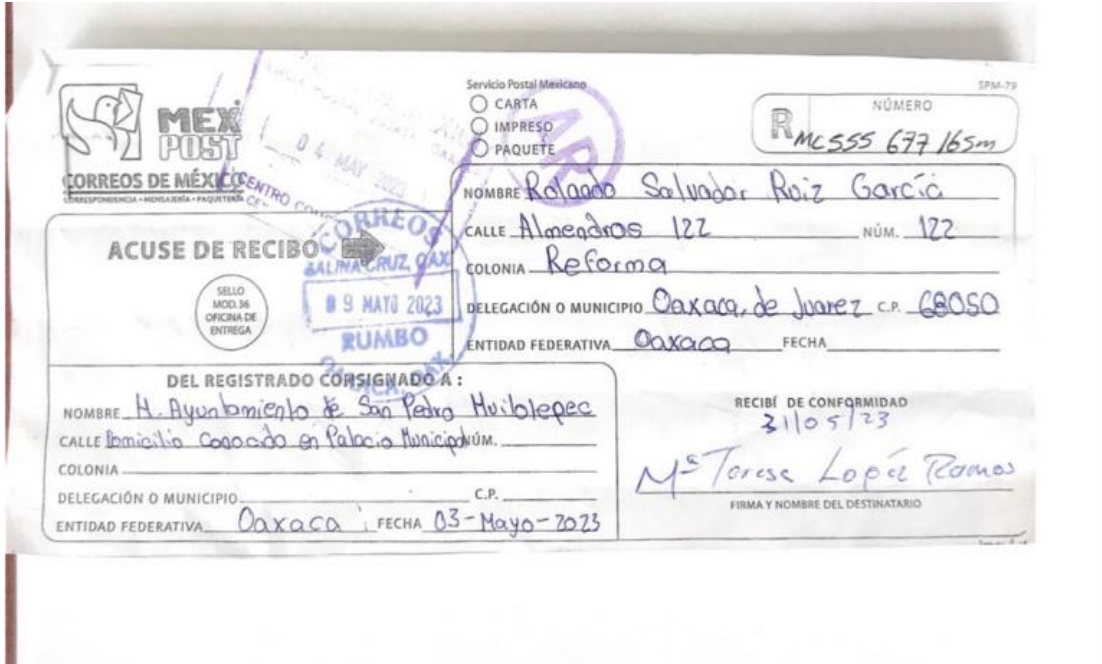 Servicio Postal Mexicano
SPM-79
CARTA
IMPRESO
PAQUETE
AR
R NÚMERO
MC555 677 165m
MEX
POST
CORREOS DE MÉXICO
CORRESPONDENCIA • MENSAJERÍA • PAQUETERÍA
04 MAY 2023
CENTRO
NOMBRE Rolando Salvador Ruiz García
CALLE Almendros 122 NÚM. 122
COLONIA Reforma
DELEGACIÓN O MUNICIPIO Oaxaca, de Juarez C.P. 68050
ENTIDAD FEDERATIVA Oaxaca FECHA
ACUSE DE RECIBO
SELLO
MOD. 36
OFICINA DE
ENTREGA
CORREOS
SALINA CRUZ, OAX
09 MAYO 2023
RUMBO
DEL REGISTRADO CONSIGNADO A :
NOMBRE H. Ayuntamiento de San Pedro Huilotepec
CALLE Domicilio Conocido en Palacio Municipal NÚM.
COLONIA
DELEGACIÓN O MUNICIPIO C.P.
ENTIDAD FEDERATIVA Oaxaca FECHA 03-Mayo-2023
RECIBÍ DE CONFORMIDAD
31/05/23
Mª Teresa López Ramos
FIRMA Y NOMBRE DEL DESTINATARIO